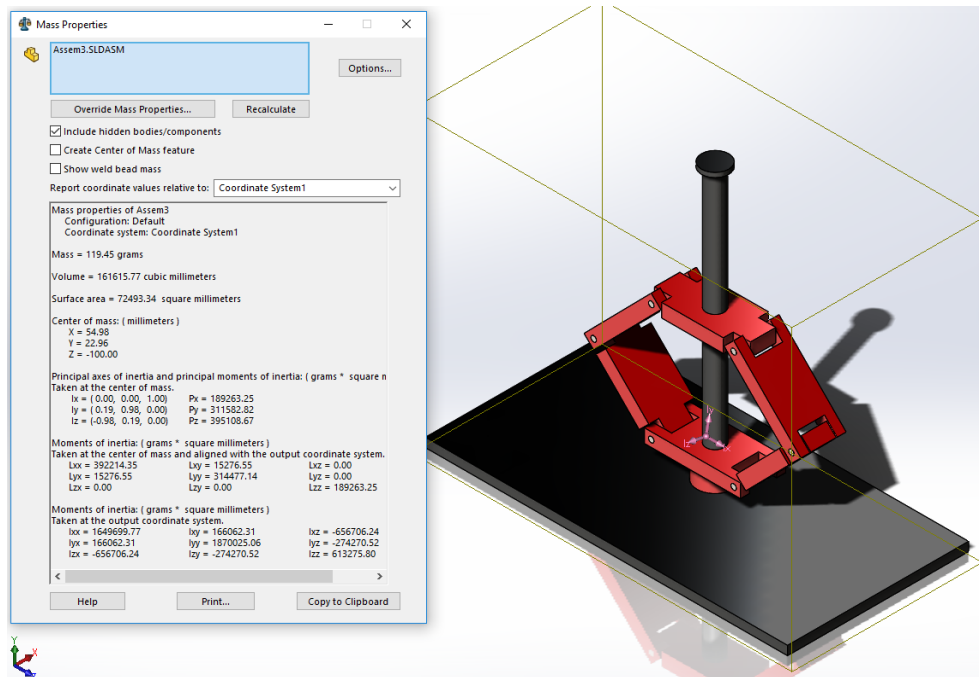 Mass Properties
Assem3.SLDASM
Options...
Override Mass Properties...
Recalculate
Include hidden bodies/components
Create Center of Mass feature
Show weld bead mass
Report coordinate values relative to: Coordinate System1
Mass properties of Assem3
Configuration: Default
Coordinate system: Coordinate System1
Mass = 119.45 grams
Volume = 161615.77 cubic millimeters
Surface area = 72493.34 square millimeters
Center of mass: ( millimeters )
X = 54.98
Y = 22.96
Z = -100.00
Principal axes of inertia and principal moments of inertia: ( grams * square m
Taken at the center of mass.
Ix = ( 0.00, 0.00, 1.00) Px = 189263.25
Iy = ( 0.19, 0.98, 0.00) Py = 311582.82
Iz = (-0.98, 0.19, 0.00) Pz = 395108.67
Moments of inertia: ( grams * square millimeters )
Taken at the center of mass and aligned with the output coordinate system.
Lxx = 392214.35 Lxy = 15276.55 Lxz = 0.00
Lyx = 15276.55 Lyy = 314477.14 Lyz = 0.00
Lzx = 0.00 Lzy = 0.00 Lzz = 189263.25
Moments of inertia: ( grams * square millimeters )
Taken at the output coordinate system.
Ixx = 1649699.77 Ixy = 166062.31 Ixz = -656706.24
Iyx = 166062.31 Iyy = 1870025.06 Iyz = -274270.52
Izx = -656706.24 Izy = -274270.52 Izz = 613275.80
Help
Print...
Copy to Clipboard
Y
X